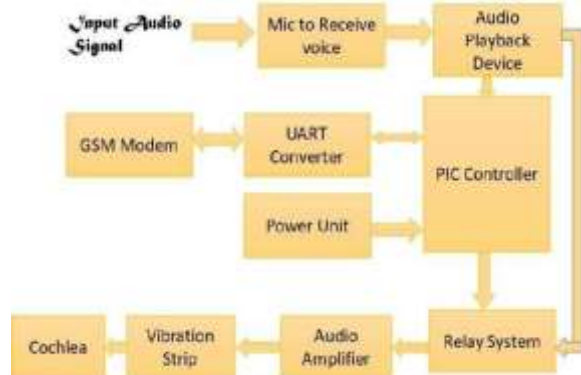 Input Audio
Signal
Mic to Receive
voice
Audio
Playback
Device
GSM Modem
UART
Converter
PIC Controller
Power Unit
Cochlea
Vibration
Strip
Audio
Amplifier
Relay System